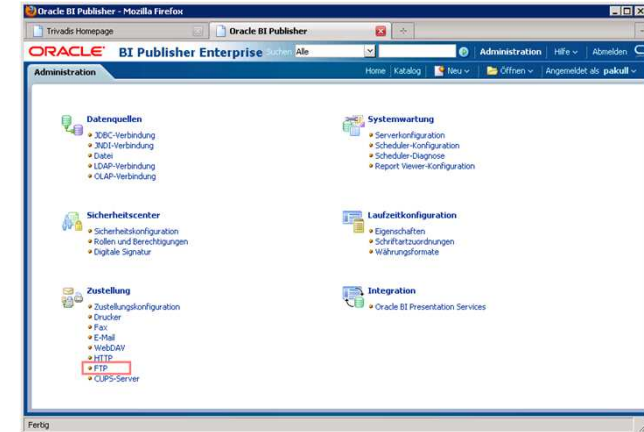 Oracle BI Publisher - Mozilla Firefox
Trivadis Homepage
Oracle BI Publisher
ORACLE BI Publisher Enterprise Suchen Alle Administration Hilfe Abmelden
Administration Home Katalog Neu Öffnen Angemeldet als pakull
Datenquellen
JDBC-Verbindung
JNDI-Verbindung
Datei
LDAP-Verbindung
OLAP-Verbindung
Systemwartung
Serverkonfiguration
Scheduler-Konfiguration
Scheduler-Diagnose
Report Viewer-Konfiguration
Sicherheitscenter
Sicherheitskonfiguration
Rollen und Berechtigungen
Digitale Signatur
Laufzeitkonfiguration
Eigenschaften
Schriftartzuordnungen
Währungsformate
Zustellung
Zustellungskonfiguration
Drucker
Fax
E-Mail
WebDAV
HTTP
FTP
CUPS-Server
Integration
Oracle BI Presentation Services
Fertig